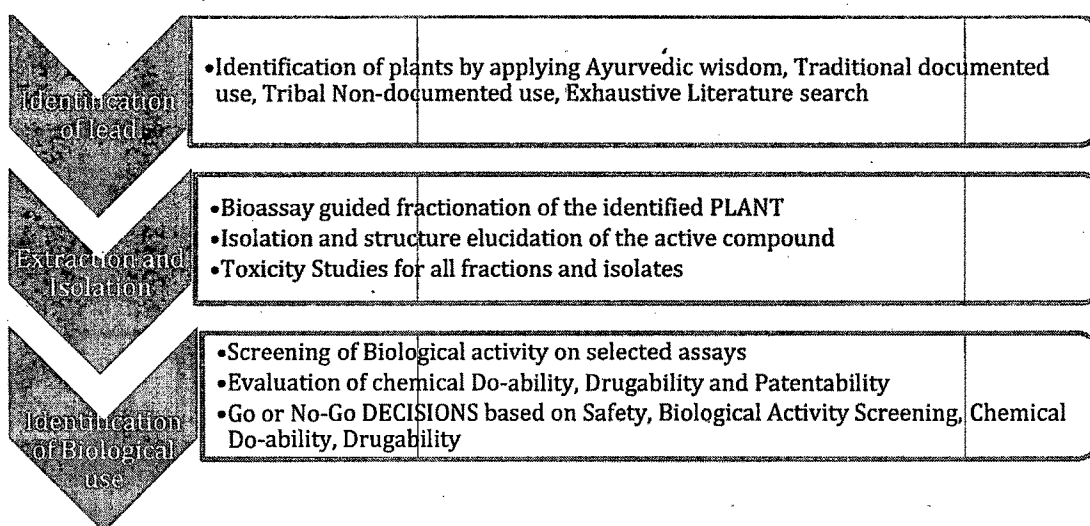 Identification
of lead
•Identification of plants by applying Ayurvedic wisdom, Traditional documented
use, Tribal Non-documented use, Exhaustive Literature search
Extraction and
Isolation
•Bioassay guided fractionation of the identified PLANT
•Isolation and structure elucidation of the active compound
•Toxicity Studies for all fractions and isolates
Identification
of Biological
use
•Screening of Biological activity on selected assays
•Evaluation of chemical Do-ability, Drugability and Patentability
•Go or No-Go DECISIONS based on Safety, Biological Activity Screening, Chemical
Do-ability, Drugability